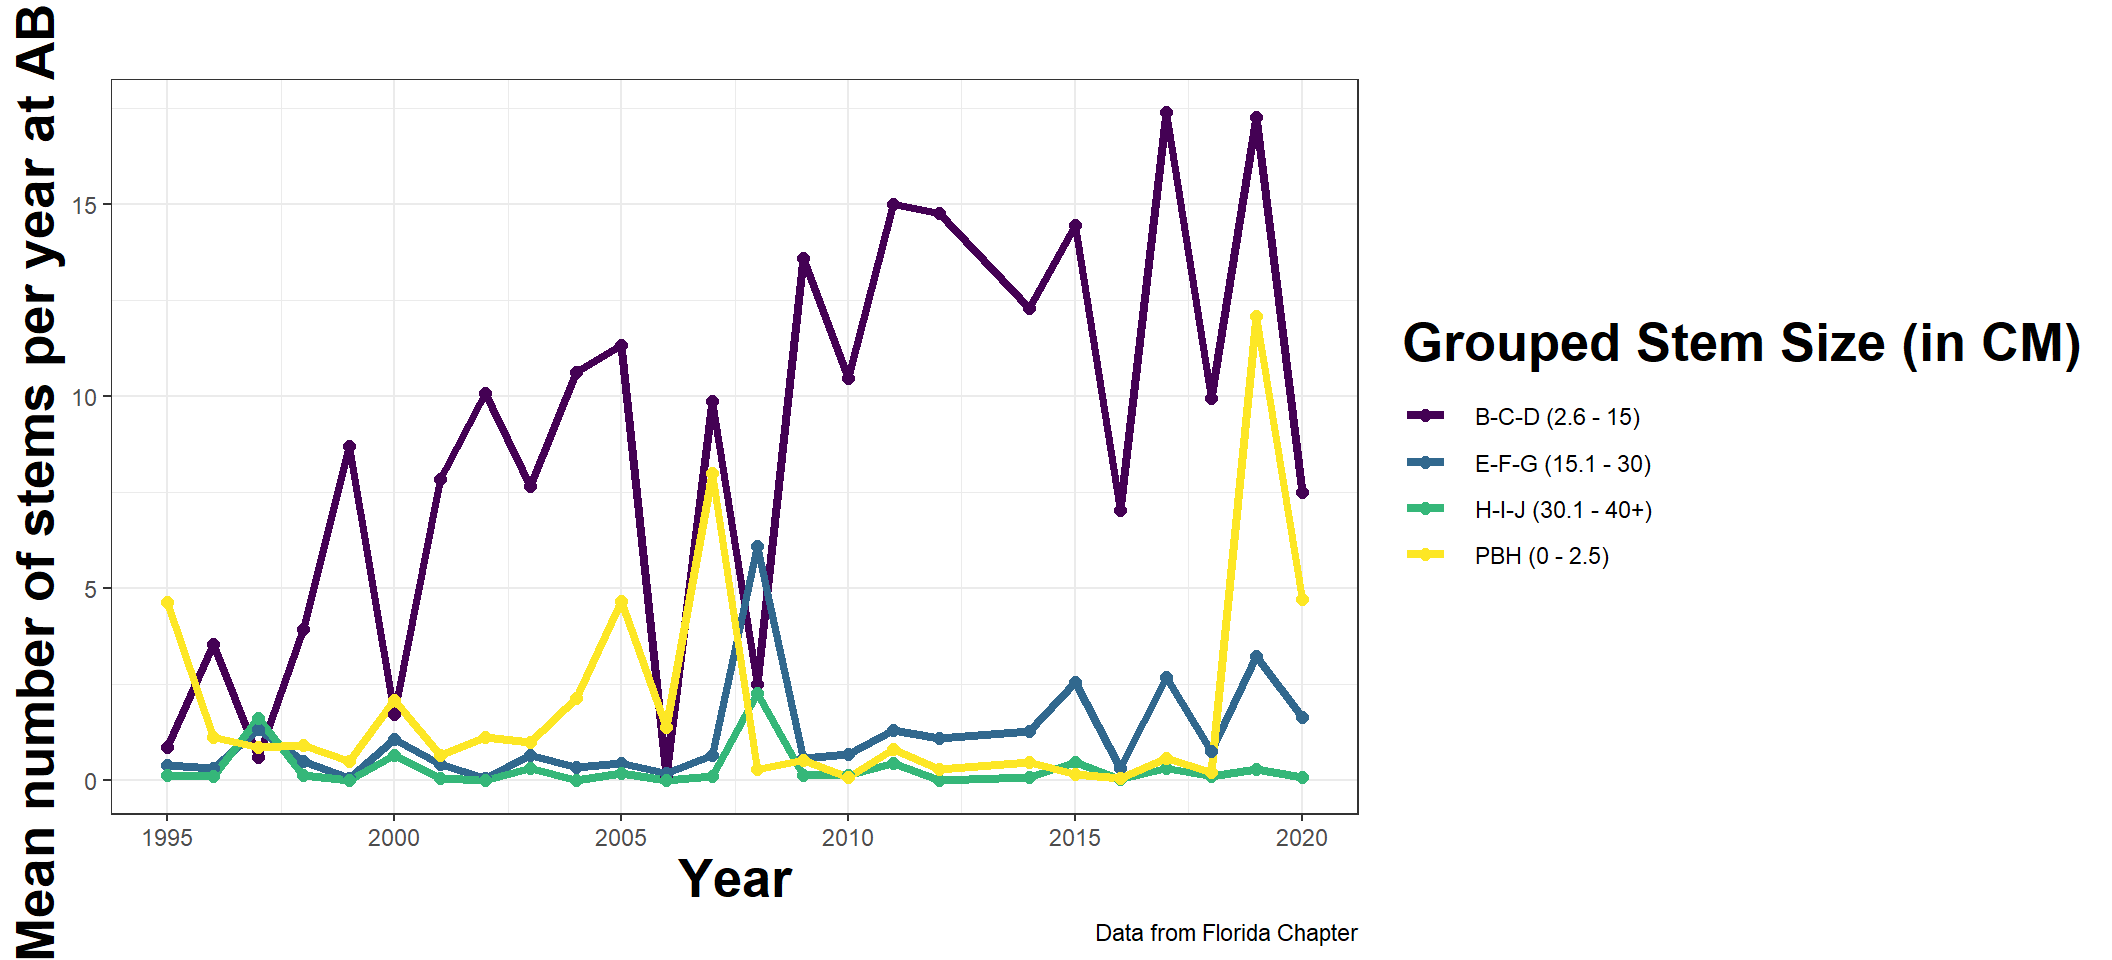 Mean number of stems per year at AB
15
10
5
0
1995 2000 2005 2010 2015 2020
Year
Data from Florida Chapter
Grouped Stem Size (in CM)
B-C-D (2.6 - 15)
E-F-G (15.1 - 30)
H-I-J (30.1 - 40+)
PBH (0 - 2.5)